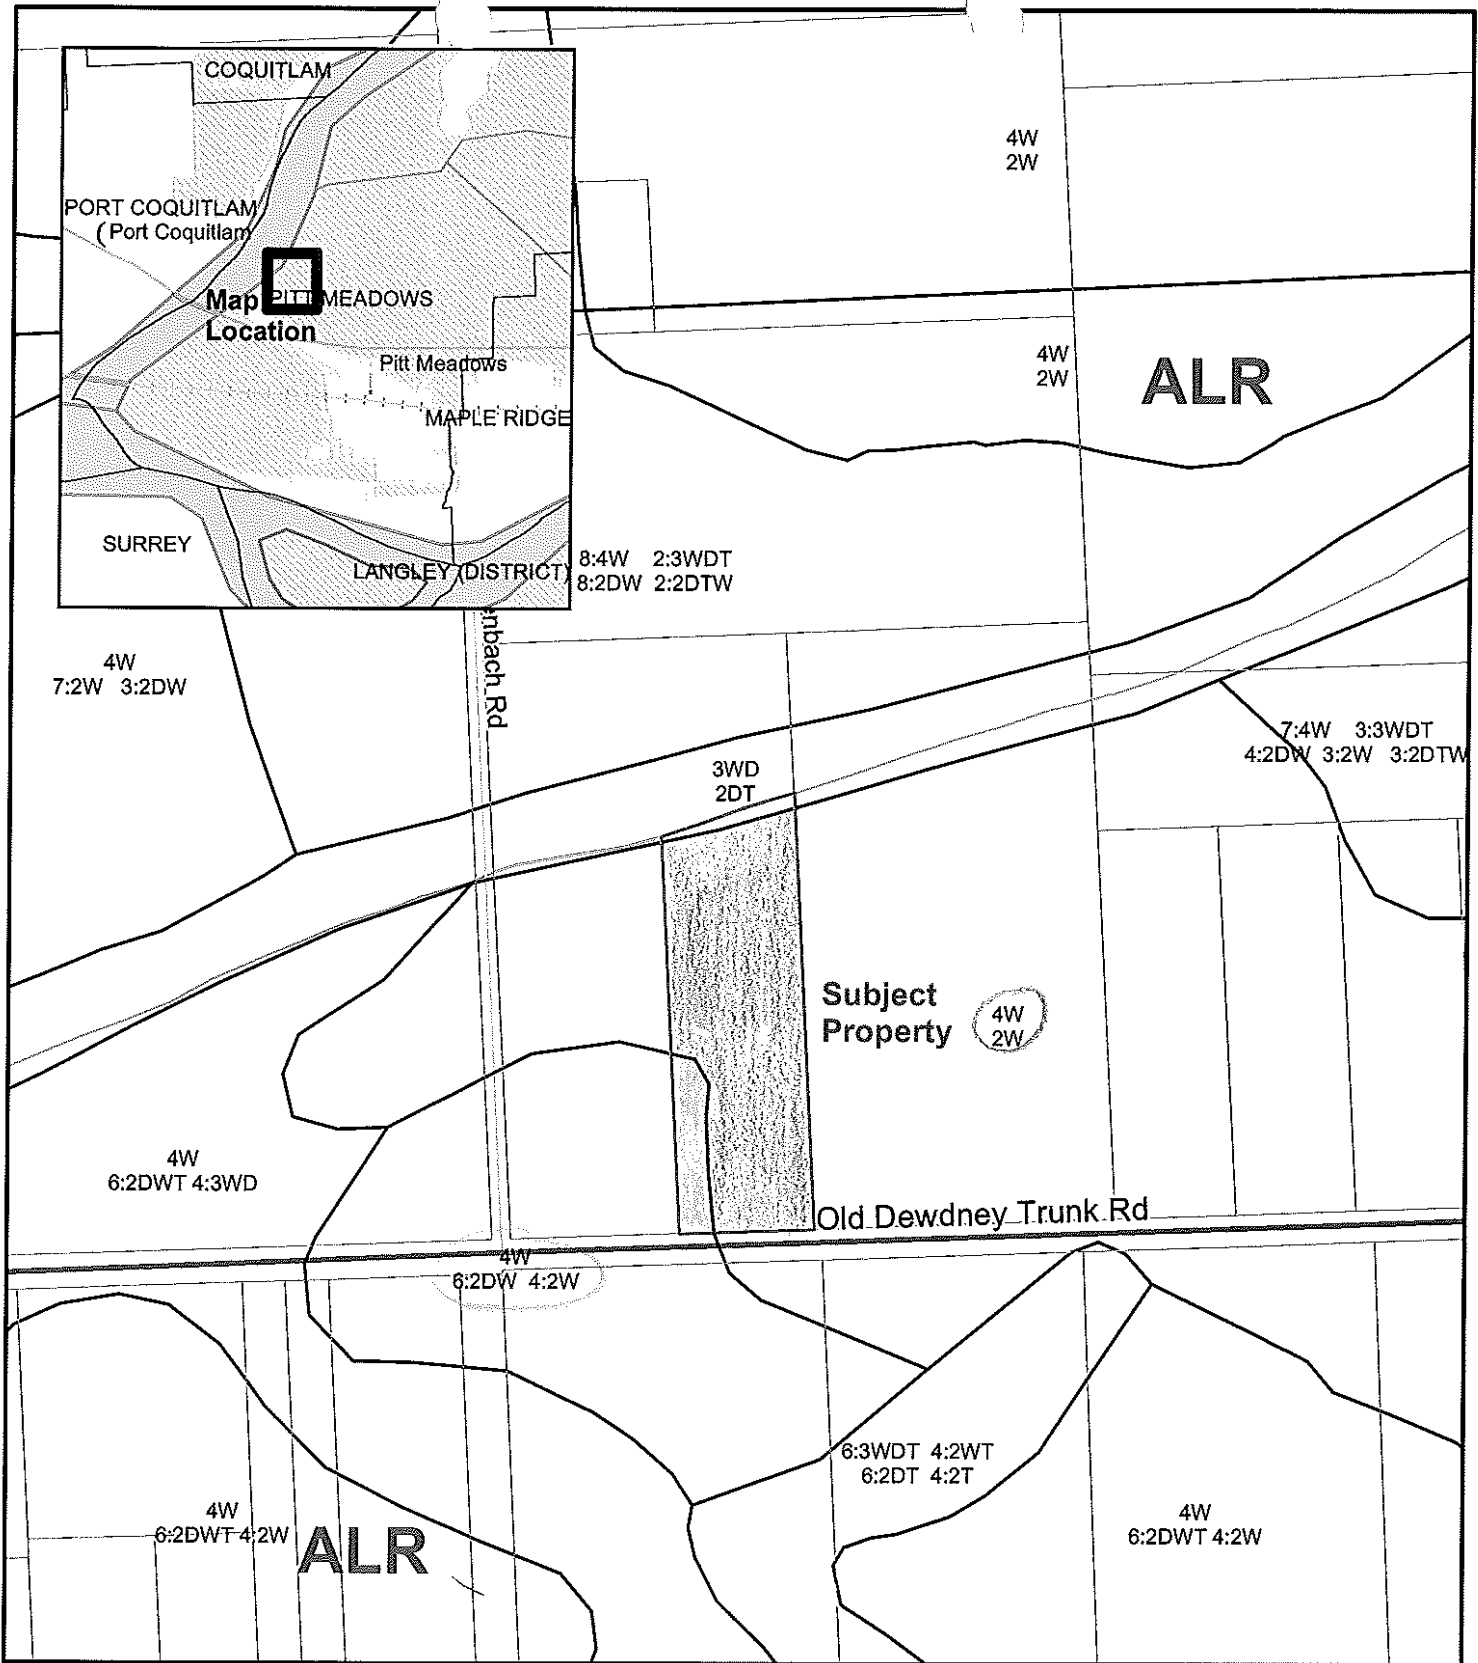 COQUITLAM
PORT COQUITLAM
(Port Coquitlam
Map PITT MEADOWS
Location
Pitt Meadows
MAPLE RIDGE
SURREY
LANGLEY (DISTRICT)
4W
2W
4W
2W
ALR
8:4W 2:3WDT
8:2DW 2:2DTW
enbach Rd
4W
7:2W 3:2DW
7:4W 3:3WDT
4:2DW 3:2W 3:2DTW
3WD
2DT
Subject
Property
4W
2W
4W
6:2DWT 4:3WD
Old Dewdney Trunk Rd
4W
6:2DW 4:2W
6:3WDT 4:2WT
6:2DT 4:2T
4W
6:2DWT 4:2W
ALR
4W
6:2DWT 4:2W